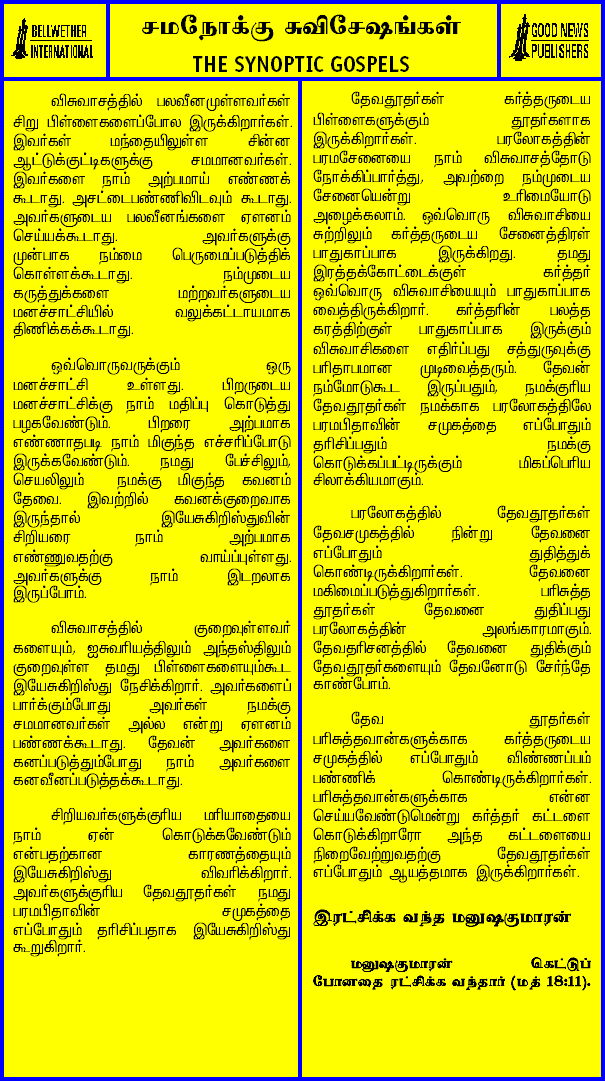 BELLWETHER
INTERNATIONAL
சமநோக்கு சுவிசேஷங்கள்
THE SYNOPTIC GOSPELS
GOOD NEWS
PUBLISHERS
விசுவாசத்தில் பலவீனமுள்ளவர்கள்
சிறு பிள்ளைகளைப்போல இருக்கிறார்கள்.
இவர்கள் மந்தையிலுள்ள சின்ன
ஆட்டுக்குட்டிகளுக்கு சமமானவர்கள்.
இவர்களை நாம் அற்பமாய் எண்ணக்
கூடாது. அசட்டைபண்ணிவிடவும் கூடாது.
அவர்களுடைய பலவீனங்களை ஏளனம்
செய்யக்கூடாது. அவர்களுக்கு
முன்பாக நம்மை பெருமைப்படுத்திக்
கொள்ளக்கூடாது. நம்முடைய
கருத்துக்களை மற்றவர்களுடைய
மனச்சாட்சியில் வலுக்கட்டாயமாக
திணிக்கக்கூடாது.
ஒவ்வொருவருக்கும் ஒரு
மனச்சாட்சி உள்ளது. பிறருடைய
மனச்சாட்சிக்கு நாம் மதிப்பு கொடுத்து
பழகவேண்டும். பிறரை அற்பமாக
எண்ணாதபடி நாம் மிகுந்த எச்சரிப்போடு
இருக்கவேண்டும். நமது பேச்சிலும்,
செயலிலும் நமக்கு மிகுந்த கவனம்
தேவை. இவற்றில் கவனக்குறைவாக
இருந்தால் இயேசுகிறிஸ்துவின்
சிறியரை நாம் அற்பமாக
எண்ணுவதற்கு வாய்ப்புள்ளது.
அவர்களுக்கு நாம் இடறலாக
இருப்போம்.
விசுவாசத்தில் குறைவுள்ளவர்
களையும், ஐசுவரியத்திலும் அந்தஸ்திலும்
குறைவுள்ள தமது பிள்ளைகளையும்கூட
இயேசுகிறிஸ்து நேசிக்கிறார். அவர்களைப்
பார்க்கும்போது அவர்கள் நமக்கு
சமமானவர்கள் அல்ல என்று ஏளனம்
பண்ணக்கூடாது. தேவன் அவர்களை
கனப்படுத்தும்போது நாம் அவர்களை
கனவீனப்படுத்தக்கூடாது.
சிறியவர்களுக்குரிய மரியாதையை
நாம் ஏன் கொடுக்கவேண்டும்
என்பதற்கான காரணத்தையும்
இயேசுகிறிஸ்து விவரிக்கிறார்.
அவர்களுக்குரிய தேவதூதர்கள் நமது
பரமபிதாவின் சமுகத்தை
எப்போதும் தரிசிப்பதாக இயேசுகிறிஸ்து
கூறுகிறார்.
தேவதூதர்கள் கர்த்தருடைய
பிள்ளைகளுக்கும் தூதர்களாக
இருக்கிறார்கள். பரலோகத்தின்
பரமசேனையை நாம் விசுவாசத்தோடு
நோக்கிப்பார்த்து, அவற்றை நம்முடைய
சேனையென்று உரிமையோடு
அழைக்கலாம். ஒவ்வொரு விசுவாசியை
சுற்றிலும் கர்த்தருடைய சேனைத்திரள்
பாதுகாப்பாக இருக்கிறது. தமது
இரத்தக்கோட்டைக்குள் கர்த்தர்
ஒவ்வொரு விசுவாசியையும் பாதுகாப்பாக
வைத்திருக்கிறார். கர்த்தரின் பலத்த
கரத்திற்குள் பாதுகாப்பாக இருக்கும்
விசுவாசிகளை எதிர்ப்பது சத்துருவுக்கு
பரிதாபமான முடிவைத்தரும். தேவன்
நம்மோடுகூட இருப்பதும், நமக்குரிய
தேவதூதர்கள் நமக்காக பரலோகத்திலே
பரமபிதாவின் சமுகத்தை எப்போதும்
தரிசிப்பதும் நமக்கு
கொடுக்கப்பட்டிருக்கும் மிகப்பெரிய
சிலாக்கியமாகும்.
பரலோகத்தில் தேவதூதர்கள்
தேவசமுகத்தில் நின்று தேவனை
எப்போதும் துதித்துக்
கொண்டிருக்கிறார்கள். தேவனை
மகிமைப்படுத்துகிறார்கள். பரிசுத்த
தூதர்கள் தேவனை துதிப்பது
பரலோகத்தின் அலங்காரமாகும்.
தேவதரிசனத்தில் தேவனை துதிக்கும்
தேவதூதர்களையும் தேவனோடு சேர்ந்தே
காண்போம்.
தேவ தூதர்கள்
பரிசுத்தவான்களுக்காக கர்த்தருடைய
சமுகத்தில் எப்போதும் விண்ணப்பம்
பண்ணிக் கொண்டிருக்கிறார்கள்.
பரிசுத்தவான்களுக்காக என்ன
செய்யவேண்டுமென்று கர்த்தர் கட்டளை
கொடுக்கிறாரோ அந்த கட்டளையை
நிறைவேற்றுவதற்கு தேவதூதர்கள்
எப்போதும் ஆயத்தமாக இருக்கிறார்கள்.
இரட்சிக்க வந்த மனுஷகுமாரன்
மனுஷகுமாரன் கெட்டுப்
போனதை ரட்சிக்க வந்தார் (மத் 18:11).